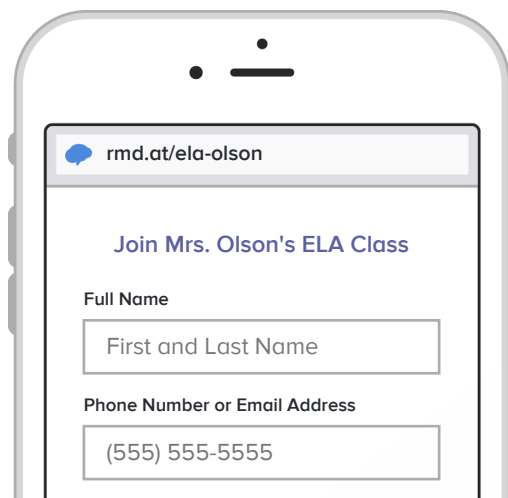 rmd.at/ela-olson
Join Mrs. Olson's ELA Class
Full Name
First and Last Name
Phone Number or Email Address
(555) 555-5555